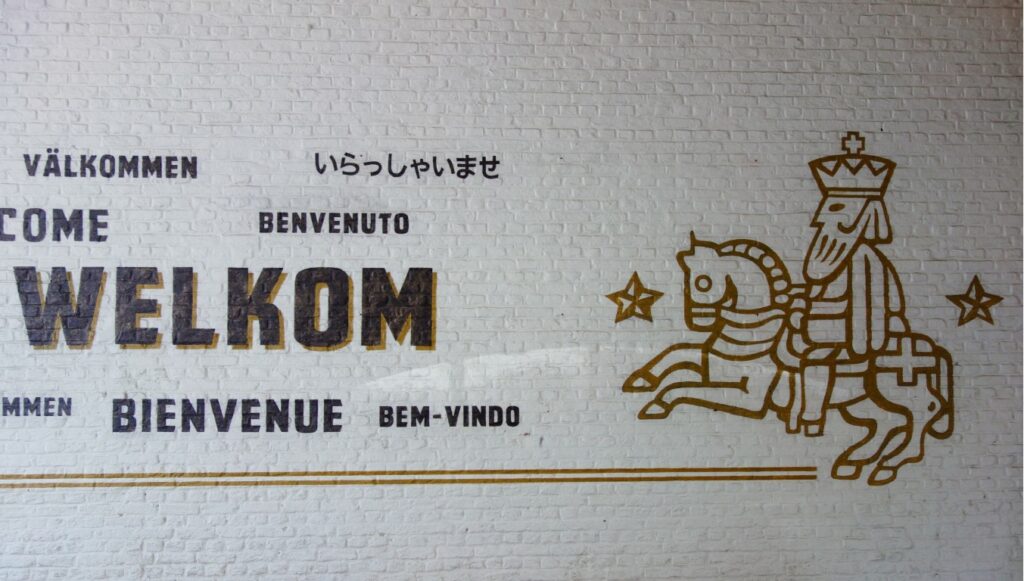 VÄLKOMMEN いらっしゃいませ
COME BENVENUTO
WELKOM
MMEN BIENVENUE BEM-VINDO